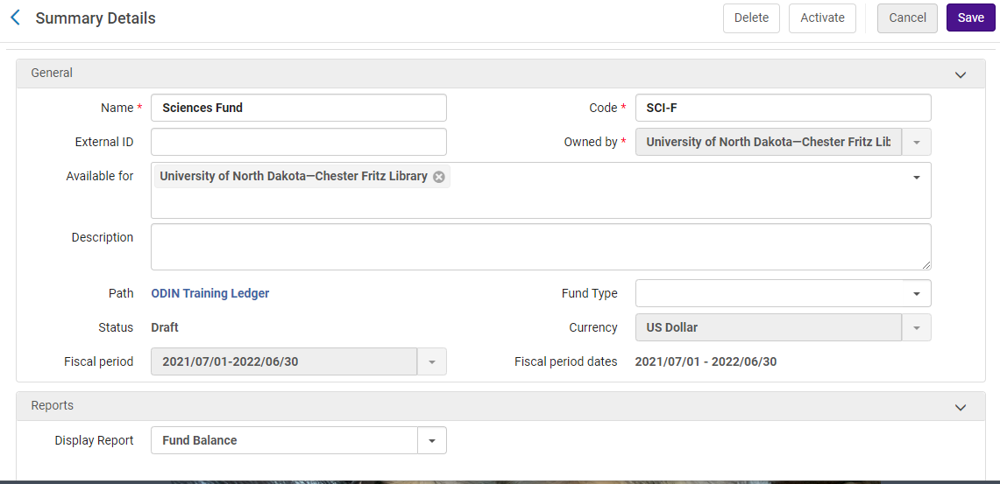 Summary Details
Delete Activate Cancel Save
General
Name * Sciences Fund Code * SCI-F
External ID Owned by * University of North Dakota—Chester Fritz Lib
Available for University of North Dakota—Chester Fritz Library
Description
Path ODIN Training Ledger Fund Type
Status Draft Currency US Dollar
Fiscal period 2021/07/01-2022/06/30 Fiscal period dates 2021/07/01 - 2022/06/30
Reports
Display Report Fund Balance